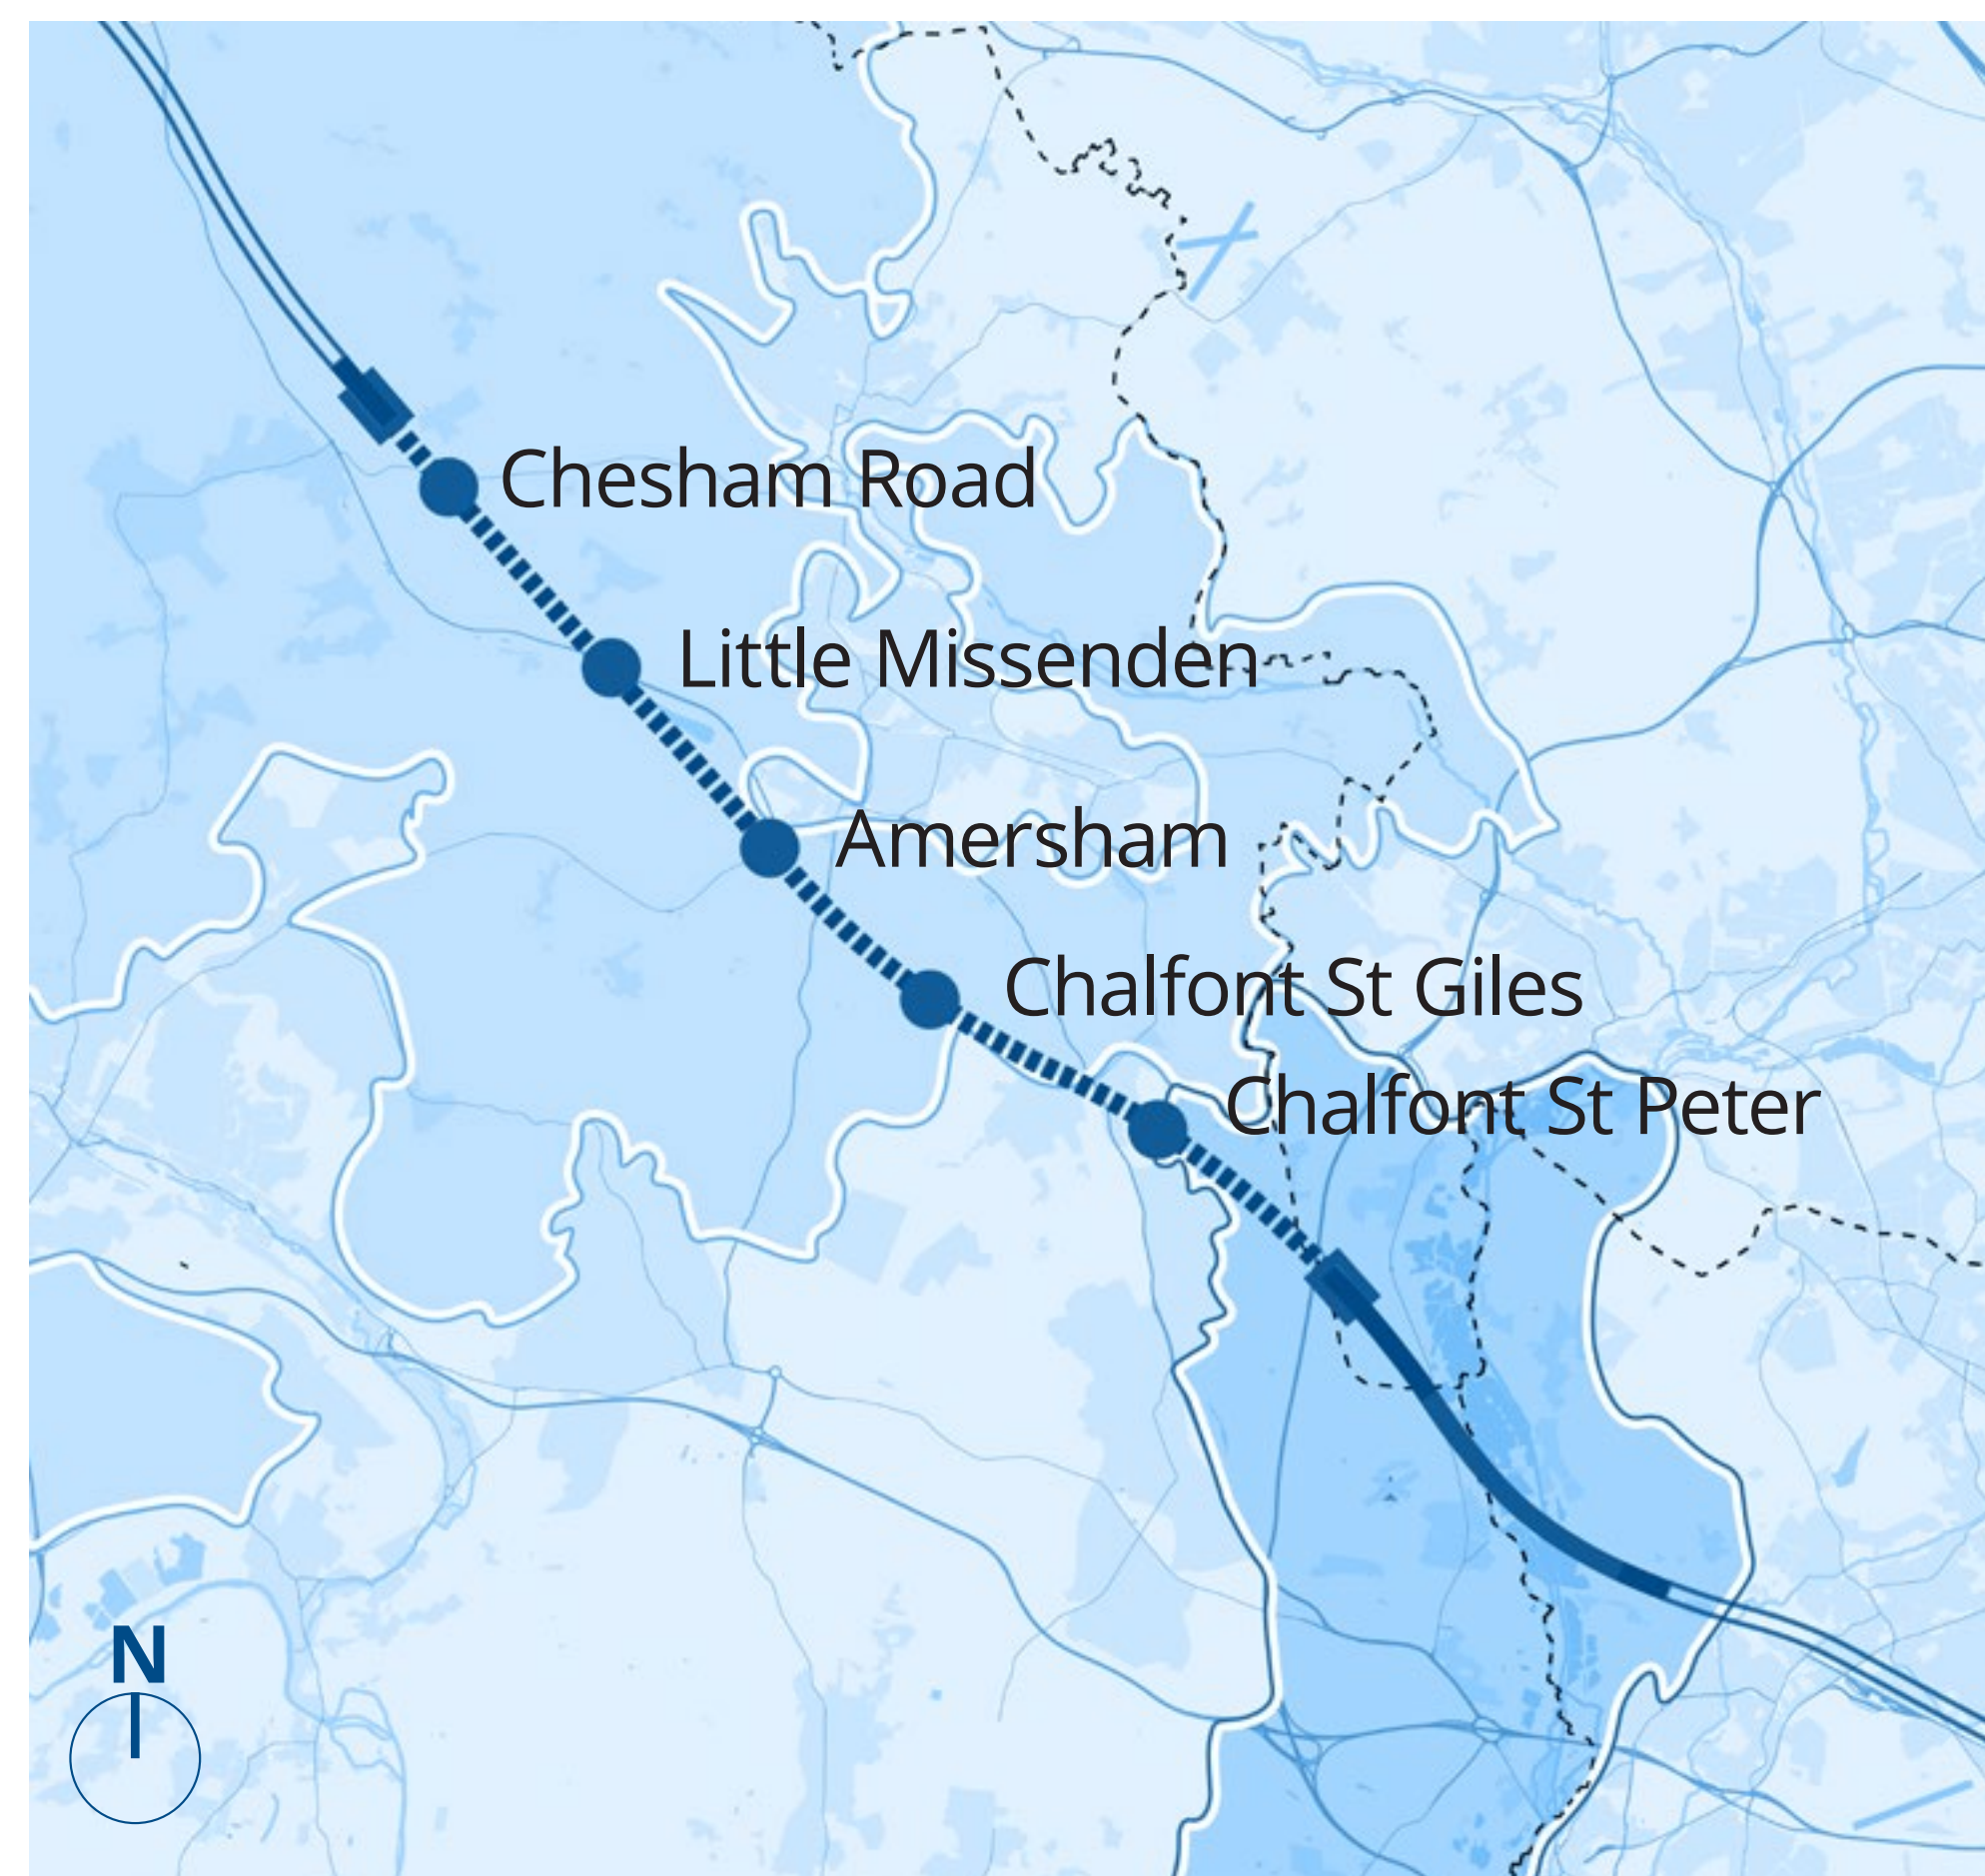 Chesham Road
Little Missenden
Amersham
Chalfont St Giles
Chalfont St Peter
N